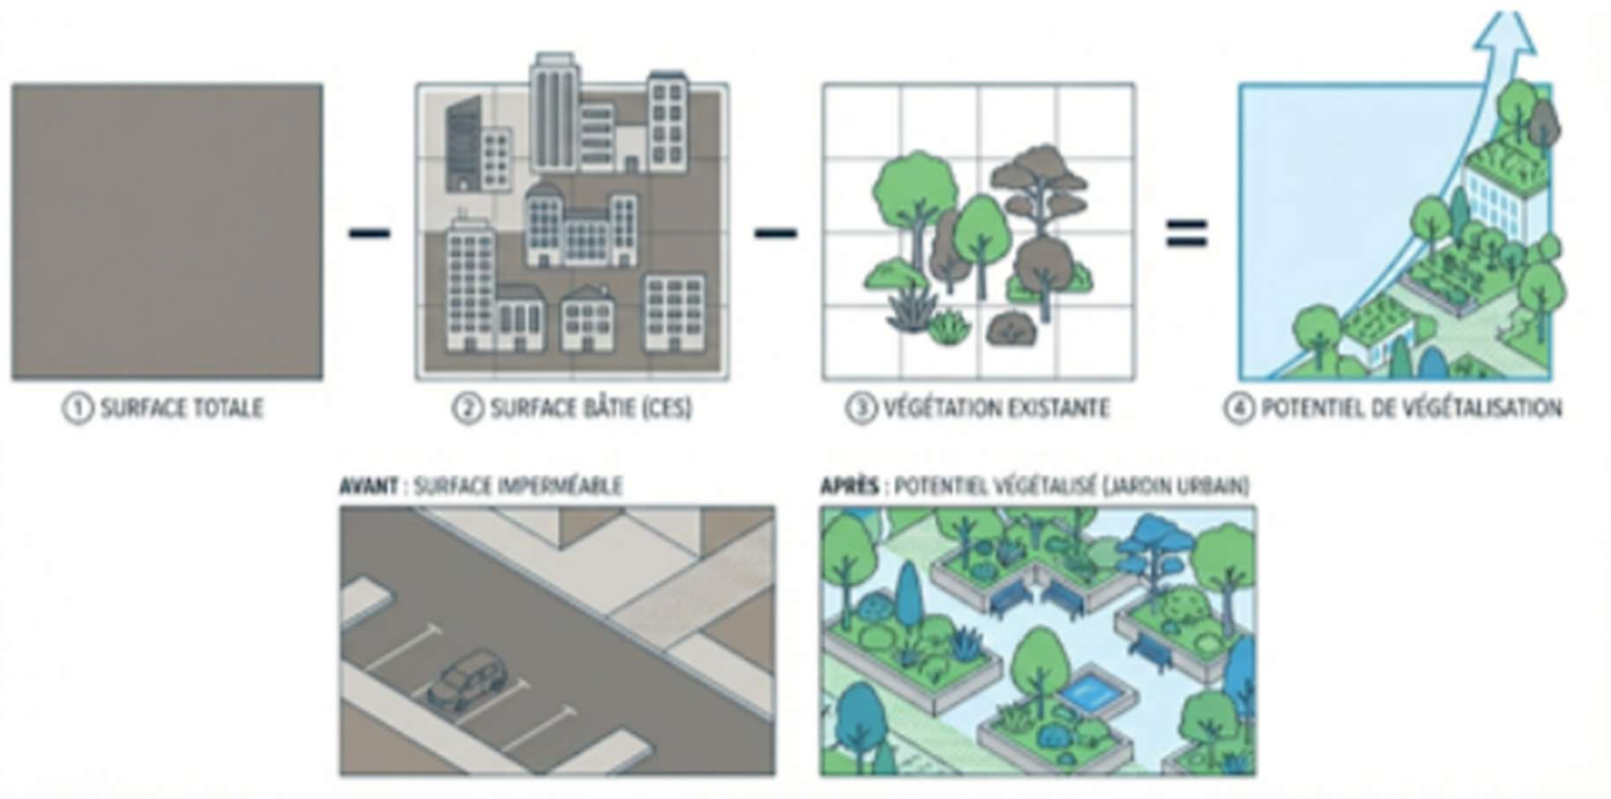 ① SURFACE TOTALE
② SURFACE BÂTIE (CES)
③ VÉGÉTATION EXISTANTE
④ POTENTIEL DE VÉGÉTALISATION
AVANT : SURFACE IMPERMÉABLE
APRÈS : POTENTIEL VÉGÉTALISÉ (JARDIN URBAIN)